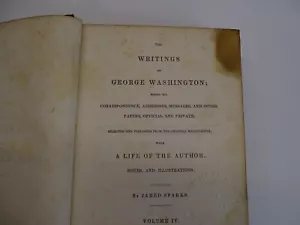 THE
WRITINGS
OF
GEORGE WASHINGTON;
BEING HIS
CORRESPONDENCE, ADDRESSES, MESSAGES, AND OTHER
PAPERS, OFFICIAL AND PRIVATE,
SELECTED AND PUBLISHED FROM THE ORIGINAL MANUSCRIPTS;
WITH
A LIFE OF THE AUTHOR,
NOTES, AND ILLUSTRATIONS.
By JARED SPARKS.
VOLUME IV.